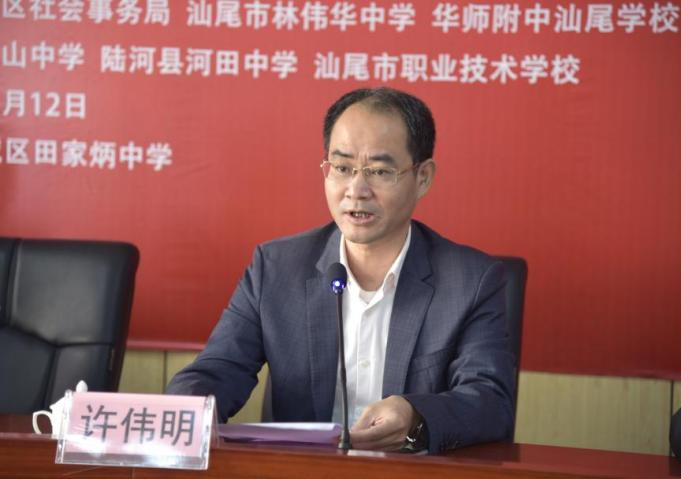 区社会事务局 汕尾市林伟华中学 华师附中汕尾学校
山中学 陆河县河田中学 汕尾市职业技术学校
月12日
区田家炳中学
许伟明